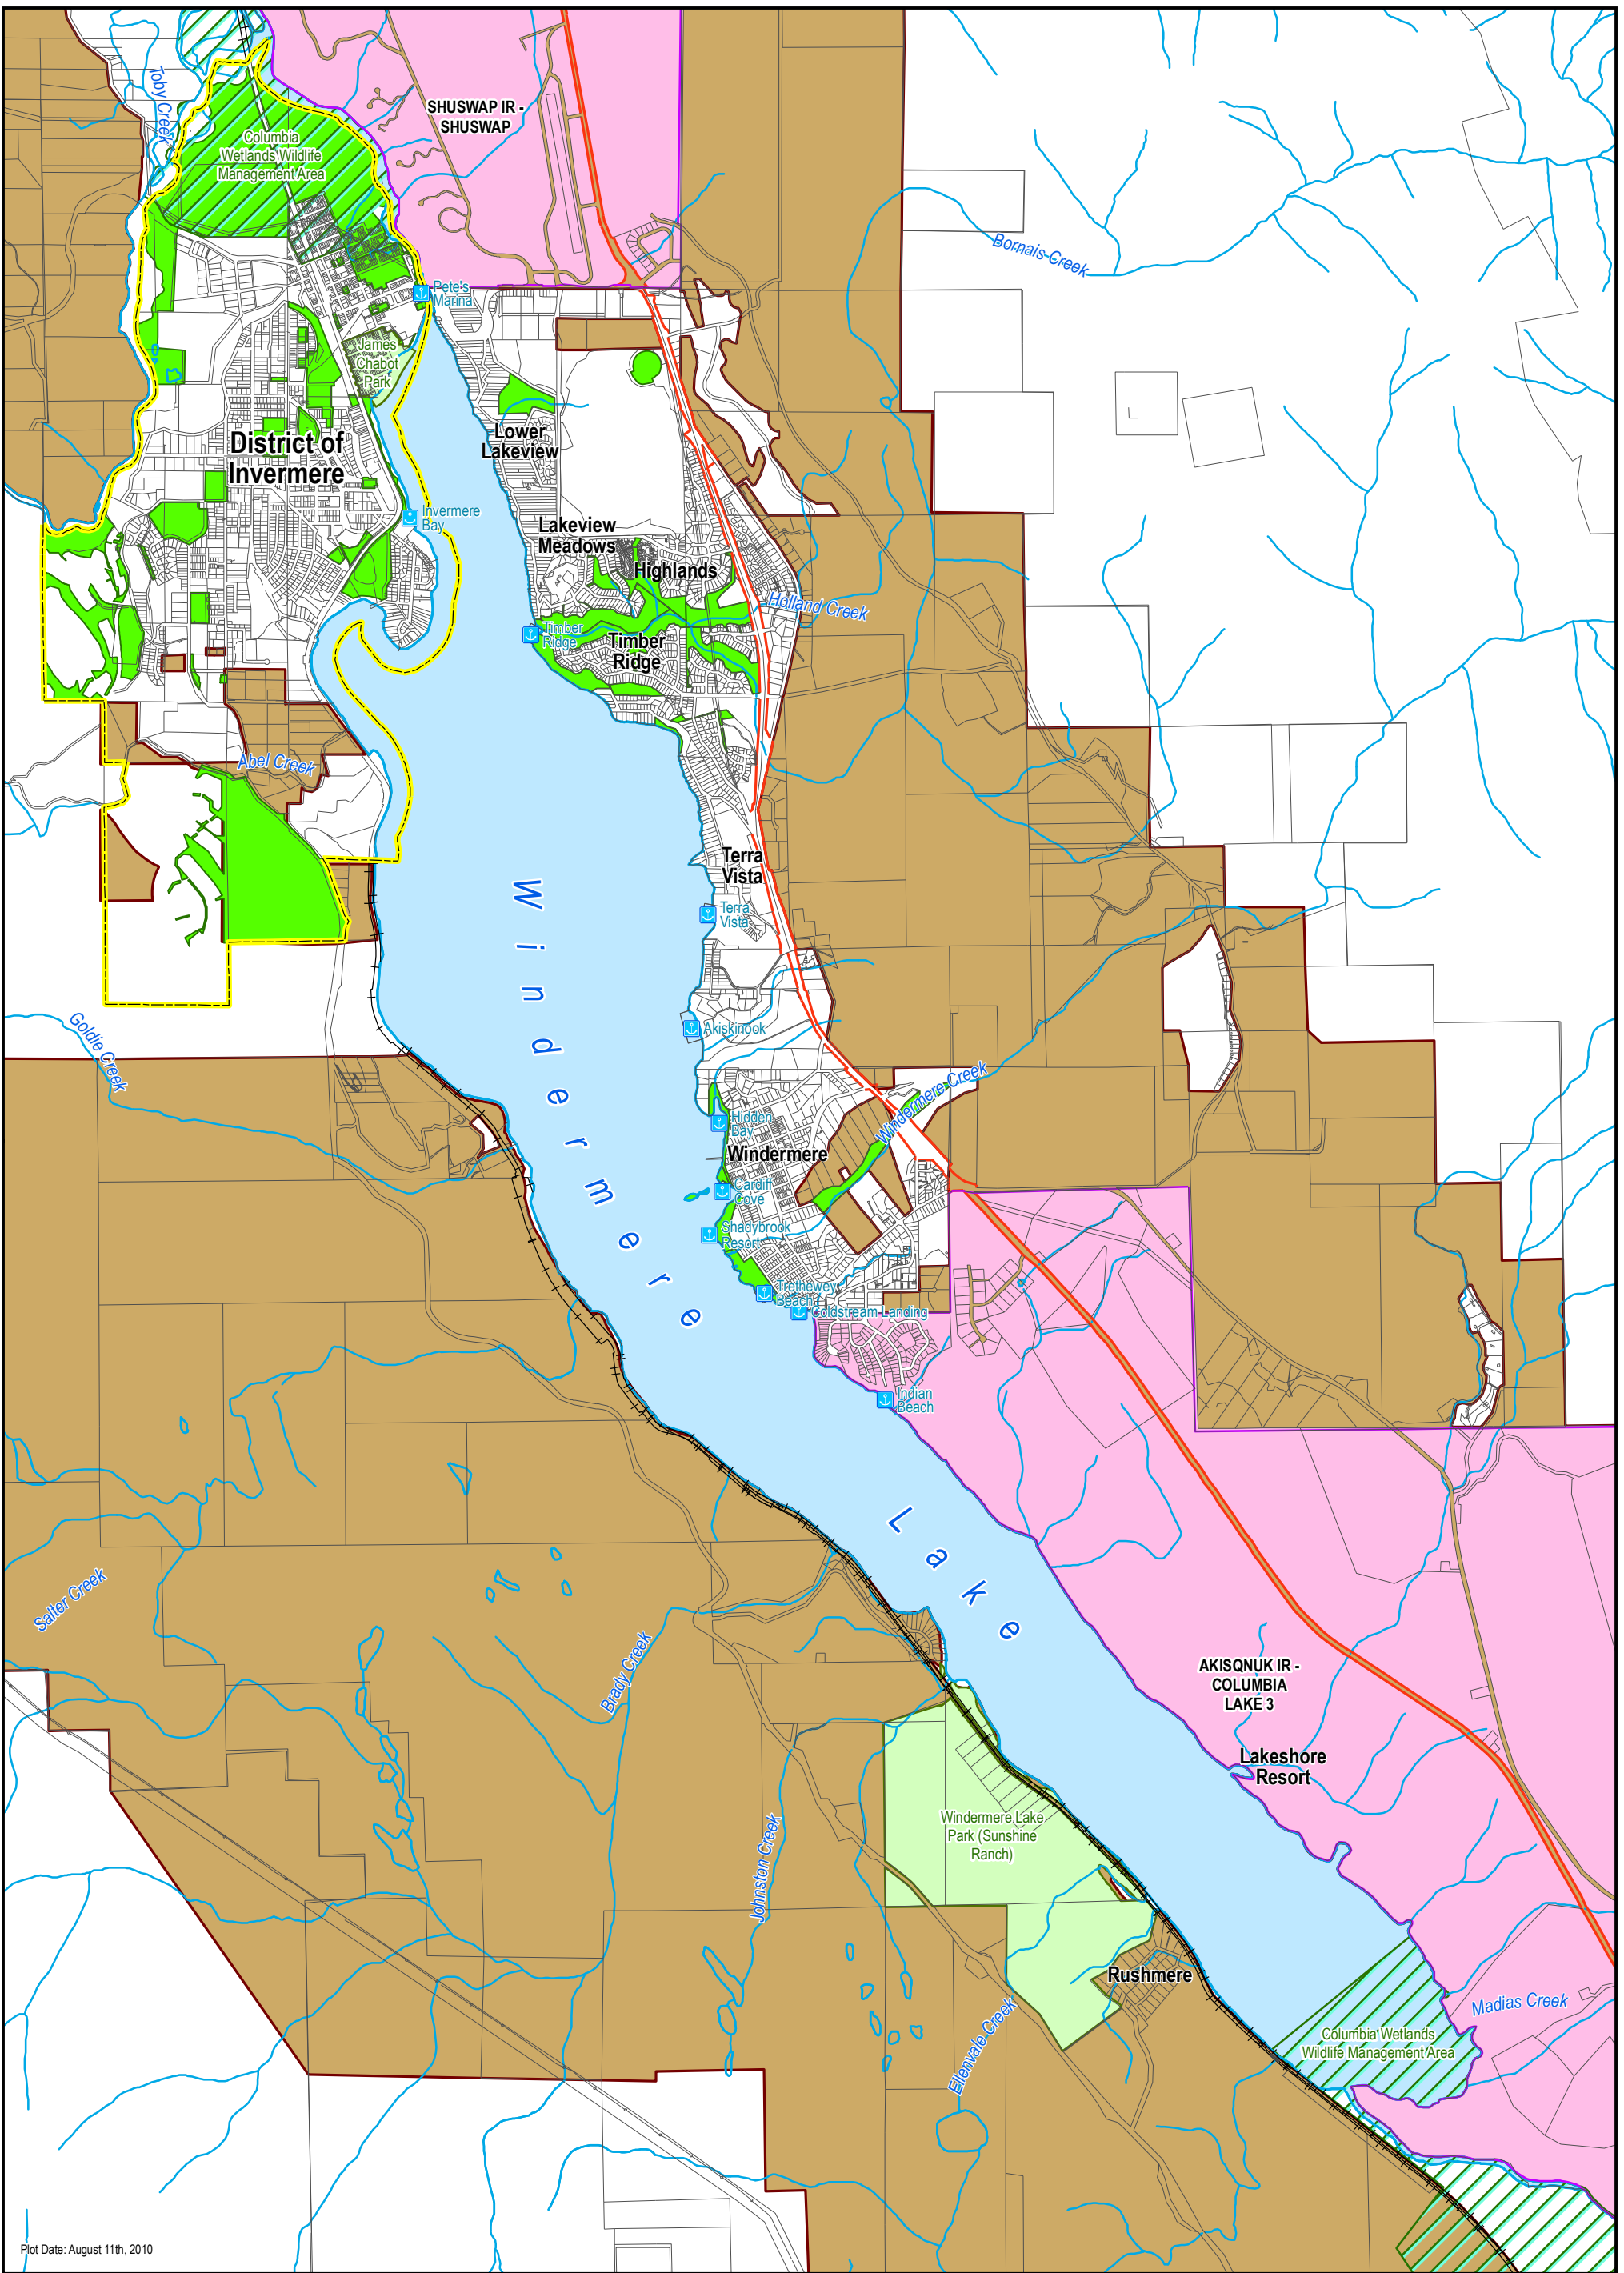 Toby Creek
SHUSWAP IR -
SHUSWAP
Columbia
Wetlands Wildlife
Management Area
Bornais Creek
Pete's
Marina
James
Chabot
Park
District of
Invermere
Lower
Lakeview
Invermere
Bay
Lakeview
Meadows
Highlands
Holland Creek
Timber
Ridge
Timber
Ridge
Abel Creek
Terra
Vista
Terra
Vista
Goldie Creek
Akiskinook
Windermere Creek
Hidden
Bay
Windermere
Cardiff
Cove
Shadybrook
Resort
Trethewey
Beach
Coldstream Landing
Indian
Beach
Windermere Lake
Salter Creek
Brady Creek
AKISQNUK IR -
COLUMBIA
LAKE 3
Lakeshore
Resort
Windermere Lake
Park (Sunshine
Ranch)
Johnston Creek
Rushmere
Ellenvale Creek
Madias Creek
Columbia Wetlands
Wildlife Management Area
Plot Date: August 11th, 2010